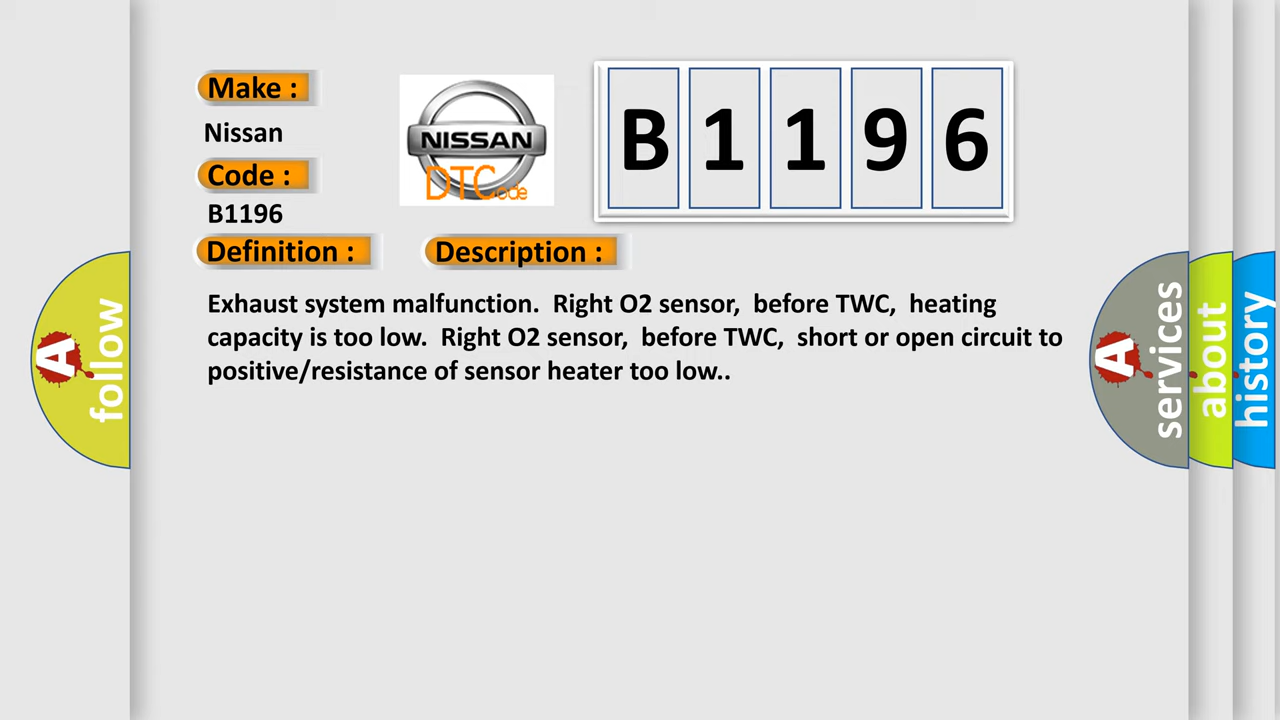 Make :
Nissan
Code :
B1196
NISSAN
DTCode
B1196
Definition :
Description :
Exhaust system malfunction Right O2 sensor, before TWC, heating
capacity is too low Right O2 sensor, before TWC, short or open circuit to
positive/resistance of sensor heater too low..
A
follow
A
services
about
history